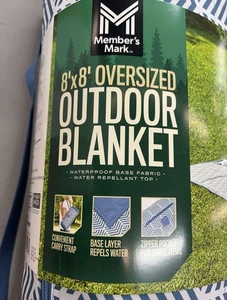 Member's
Mark™
8'x8' OVERSIZED
OUTDOOR
BLANKET
- WATERPROOF BASE FABRIC -
- WATER REPELLANT TOP -
CONVENIENT
CARRY STRAP
BASE LAYER
REPELS WATER
ZIPPER POCKET